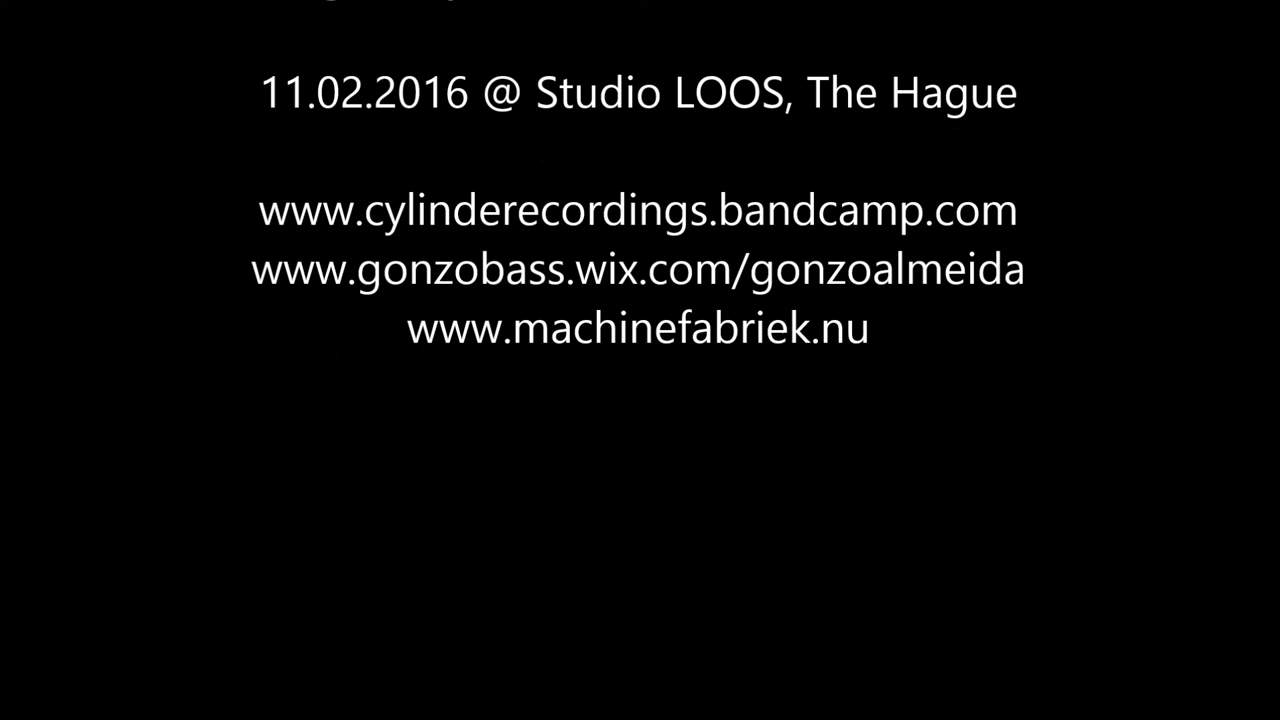 11.02.2016 @ Studio LOOS, The Hague
www.cylinderecordings.bandcamp.com
www.gonzobass.wix.com/gonzoalmeida
www.machinefabriek.nu